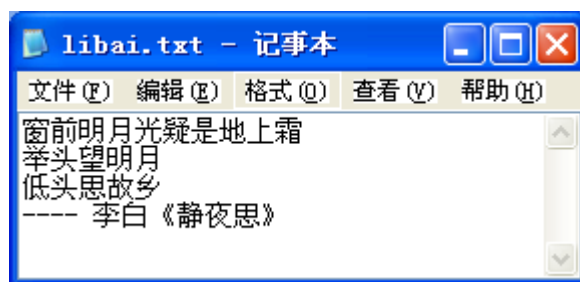 libai.txt - 记事本
文件(F) 编辑(E) 格式(O) 查看(V) 帮助(H)
窗前明月光疑是地上霜
举头望明月
低头思故乡
---- 李白《静夜思》